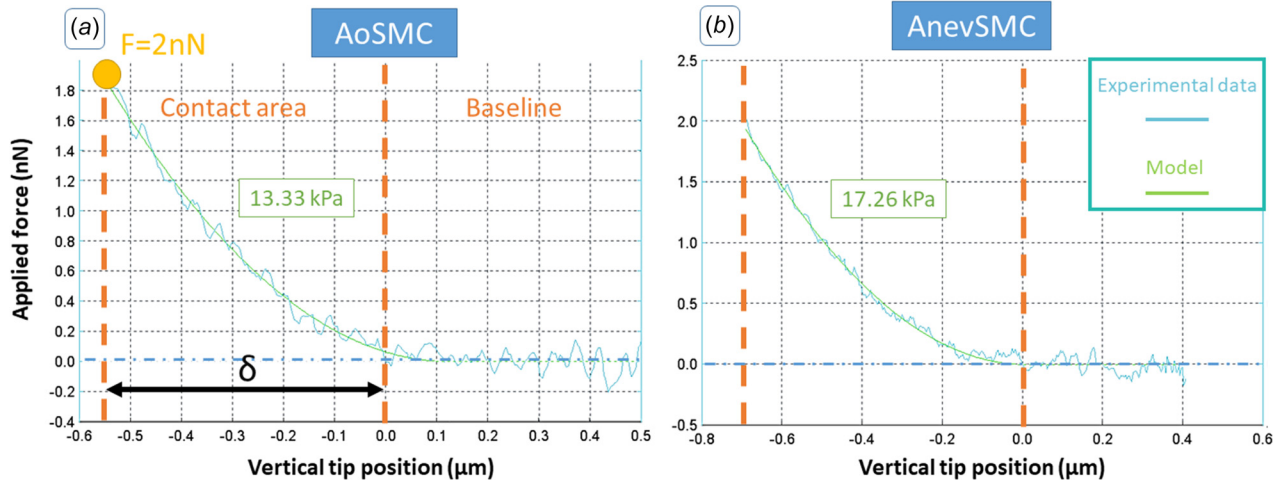 (a)
AoSMC
F=2nN
Contact area
Baseline
13.33 kPa
δ
Applied force (nN)
1.8
1.6
1.4
1.2
1.0
0.8
0.6
0.4
0.2
0.0
-0.2
-0.4
-0.6 -0.5 -0.4 -0.3 -0.2 -0.1 0.0 0.1 0.2 0.3 0.4 0.5
Vertical tip position (µm)
(b)
AnevSMC
Experimental data
Model
17.26 kPa
2.5
2.0
1.5
1.0
0.5
0.0
-0.5
-0.8 -0.6 -0.4 -0.2 0.0 0.2 0.4 0.6
Vertical tip position (µm)